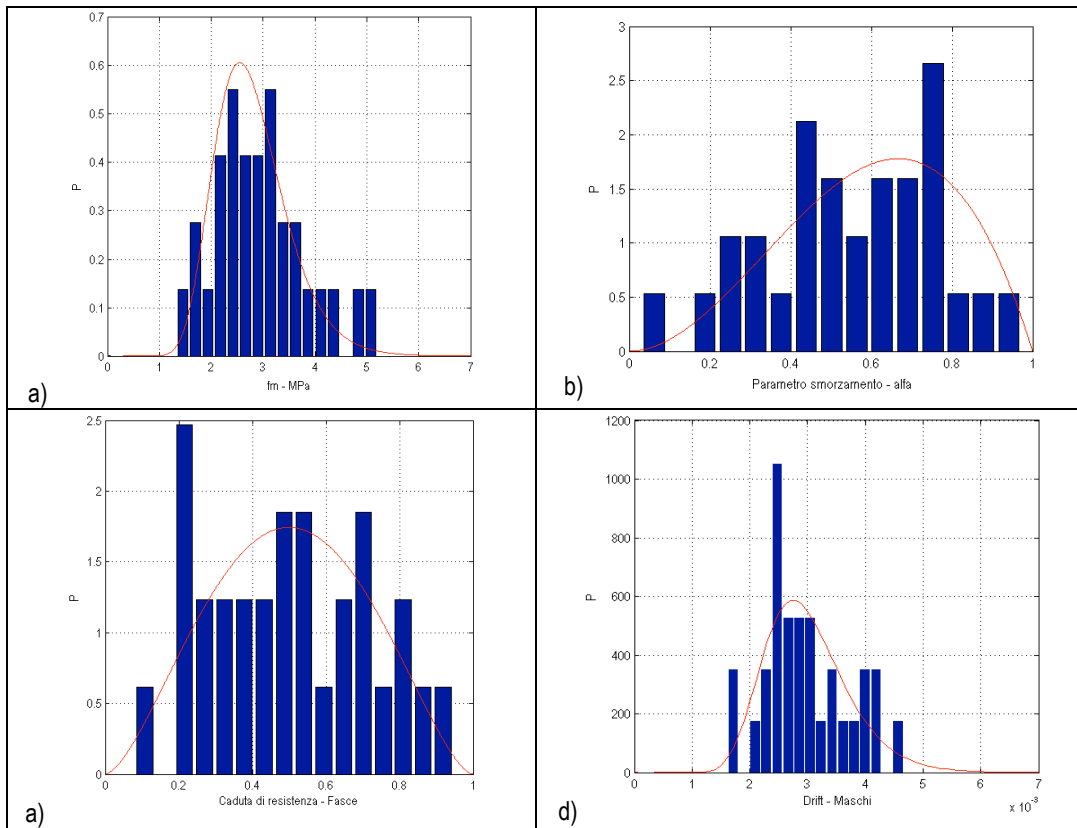 0.7
0.6
0.5
0.4
0.3
0.2
0.1
0
P
0 1 2 3 4 5 6 7
fm - MPa
a)
3
2.5
2
1.5
1
0.5
0
P
0 0.2 0.4 0.6 0.8 1
Parametro smorzamento - alfa
b)
2.5
2
1.5
1
0.5
0
P
0 0.2 0.4 0.6 0.8 1
Caduta di resistenza - Fasce
a)
1200
1000
800
600
400
200
0
P
0 1 2 3 4 5 6 7
Drift - Maschi
x 10⁻³
d)